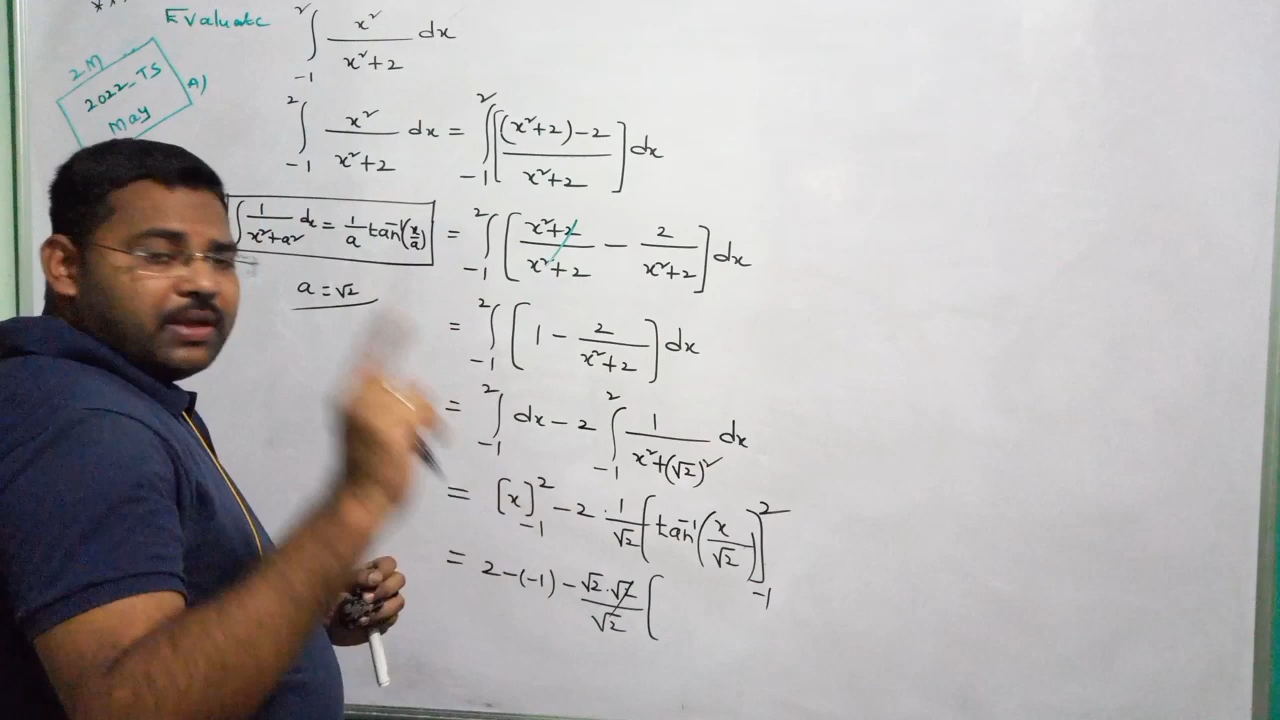 ***
Evaluate ∫₋₁² x²/(x²+2) dx
2M
2022-TS
May
A)
∫₋₁² x²/(x²+2) dx = ∫₋₁² [((x²+2)-2)/(x²+2)] dx
∫ 1/(x²+a²) dx = 1/a tan⁻¹(x/a)
= ∫₋₁² [(x²+2)/(x²+2) - 2/(x²+2)] dx
a = √2
= ∫₋₁² [1 - 2/(x²+2)] dx
= ∫₋₁² dx - 2 ∫₋₁² 1/(x²+(√2)²) dx
= [x]₋₁² - 2 · 1/√2 [tan⁻¹(x/√2)]₋₁²
= 2-(-1) - (√2·√2)/√2 [